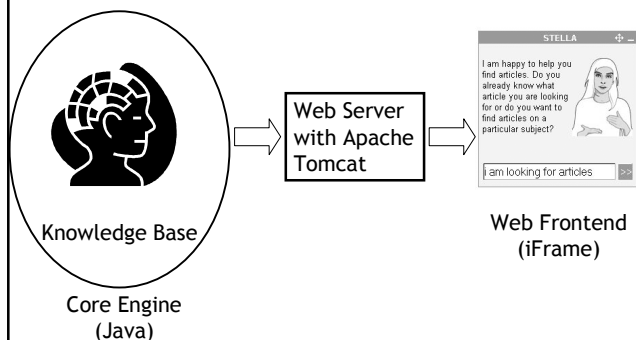 Knowledge Base
Core Engine
(Java)
Web Server
with Apache
Tomcat
STELLA
I am happy to help you
find articles. Do you
already know what
article you are looking
for or do you want to
find articles on a
particular subject?
i am looking for articles
>>
Web Frontend
(iFrame)